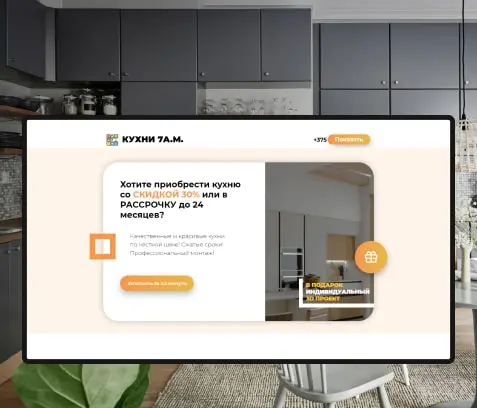 КУХНИ 7А.М.
+375 Показать
Хотите приобрести кухню
со СКИДКОЙ 30% или в
РАССРОЧКУ до 24
месяцев?
Качественные и красивые кухни
по честной цене! Сжатые сроки!
Профессиональный монтаж!
В ПОДАРОК
ИНДИВИДУАЛЬНЫЙ
3D ПРОЕКТ